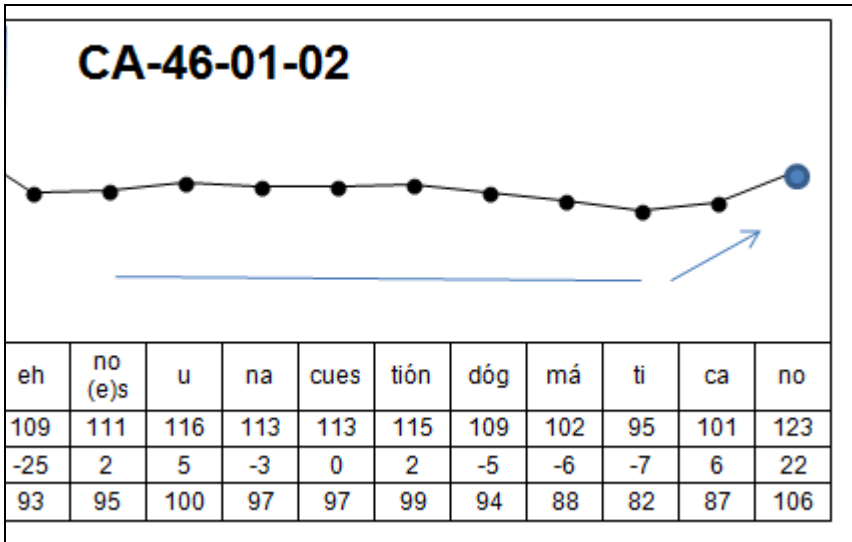 CA-46-01-02
eh no (e)s u na cues tión dóg má ti ca no
109 111 116 113 113 115 109 102 95 101 123
-25 2 5 -3 0 2 -5 -6 -7 6 22
93 95 100 97 97 99 94 88 82 87 106